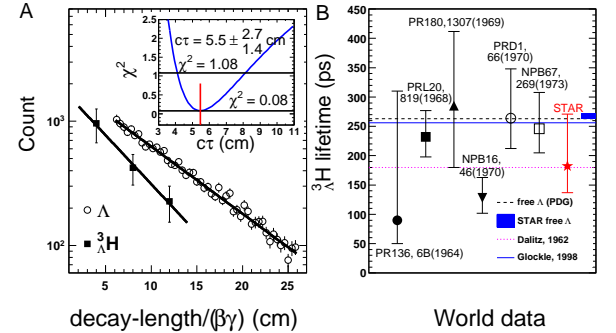 A
Count
10³
10²
5
10
15
20
25
decay-length/(βγ) (cm)
Λ
³ΛH
χ²
2.5
2
1.5
1
0.5
0
3 4 5 6 7 8 9 10 11
cτ (cm)
cτ = 5.5 ± 2.7 1.4 cm
χ² = 1.08
χ² = 0.08
B
³ΛH lifetime (ps)
450
400
350
300
250
200
150
100
50
0
PR180,1307(1969)
PRL20,
819(1968)
PRD1,
66(1970)
NPB67,
269(1973)
STAR
NPB16,
46(1970)
PR136, 6B(1964)
free Λ (PDG)
STAR free Λ
Dalitz, 1962
Glockle, 1998
World data